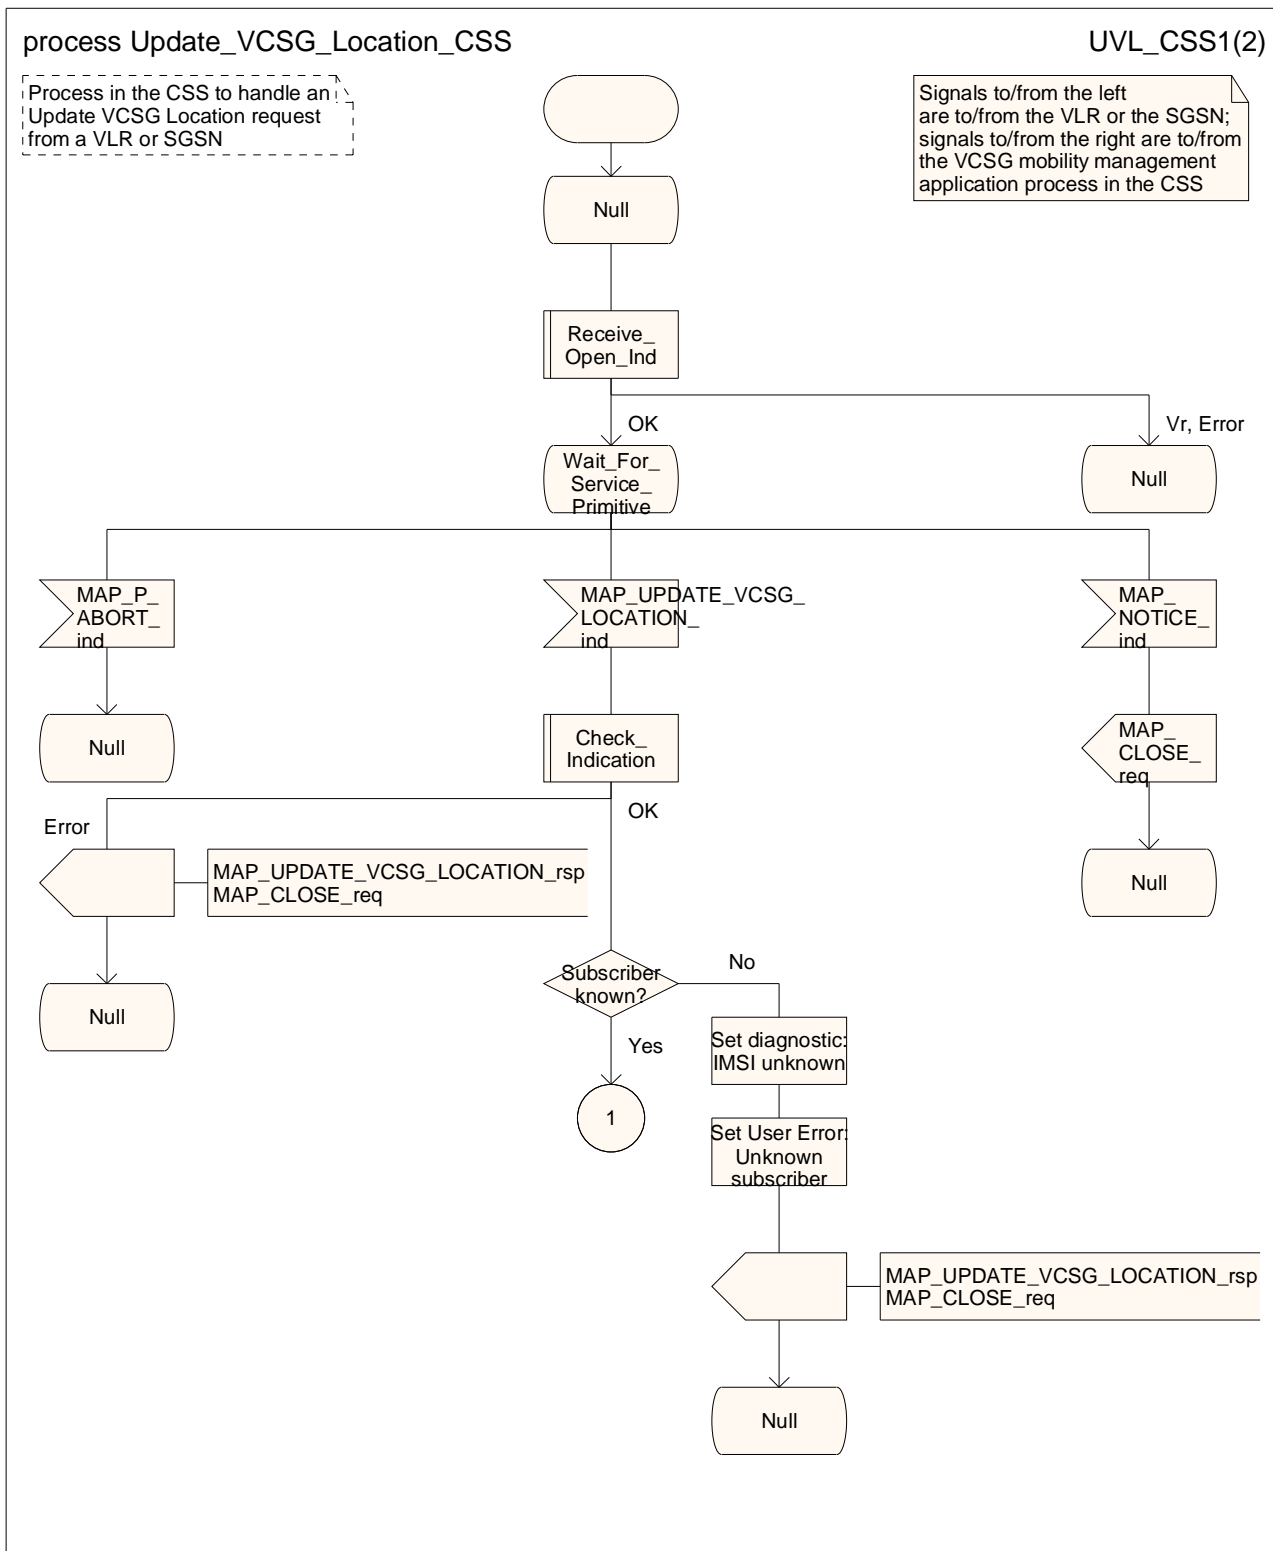 process Update_VCSG_Location_CSS
UVL_CSS1(2)
Process in the CSS to handle an
Update VCSG Location request
from a VLR or SGSN
Signals to/from the left
are to/from the VLR or the SGSN;
signals to/from the right are to/from
the VCSG mobility management
application process in the CSS
Null
Receive_
Open_Ind
OK
Vr, Error
Wait_For_
Service_
Primitive
Null
MAP_P_
ABORT_
ind
MAP_UPDATE_VCSG_
LOCATION_
ind
MAP_
NOTICE_
ind
Null
Check_
Indication
MAP_
CLOSE_
req
Error
OK
MAP_UPDATE_VCSG_LOCATION_rsp
MAP_CLOSE_req
Null
Null
Subscriber
known?
No
Yes
Set diagnostic:
IMSI unknown
1
Set User Error:
Unknown
subscriber
MAP_UPDATE_VCSG_LOCATION_rsp
MAP_CLOSE_req
Null